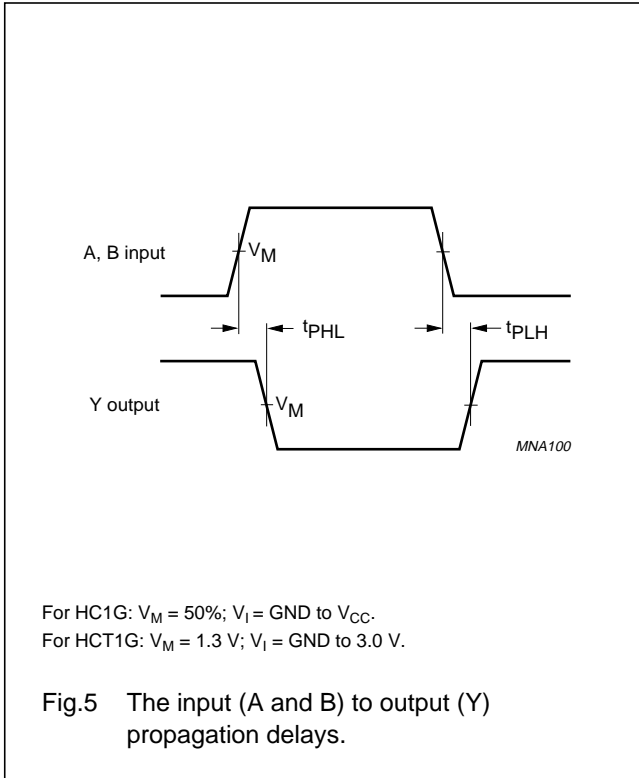 A, B input
V_M
t_PHL
t_PLH
Y output
V_M
MNA100
For HC1G: V_M = 50%; V_I = GND to V_CC.
For HCT1G: V_M = 1.3 V; V_I = GND to 3.0 V.
Fig.5 The input (A and B) to output (Y)
propagation delays.